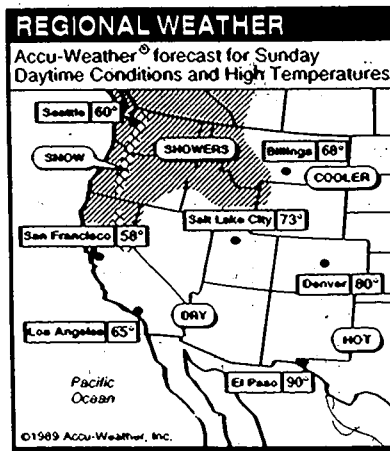 REGIONAL WEATHER
Accu-Weather® forecast for Sunday
Daytime Conditions and High Temperatures
Seattle 60°
SNOW
SHOWERS
Billings 68°
COOLER
Salt Lake City 73°
San Francisco 58°
Denver 80°
DRY
Los Angeles 65°
HOT
El Paso 90°
Pacific
Ocean
©1989 Accu-Weather, Inc.